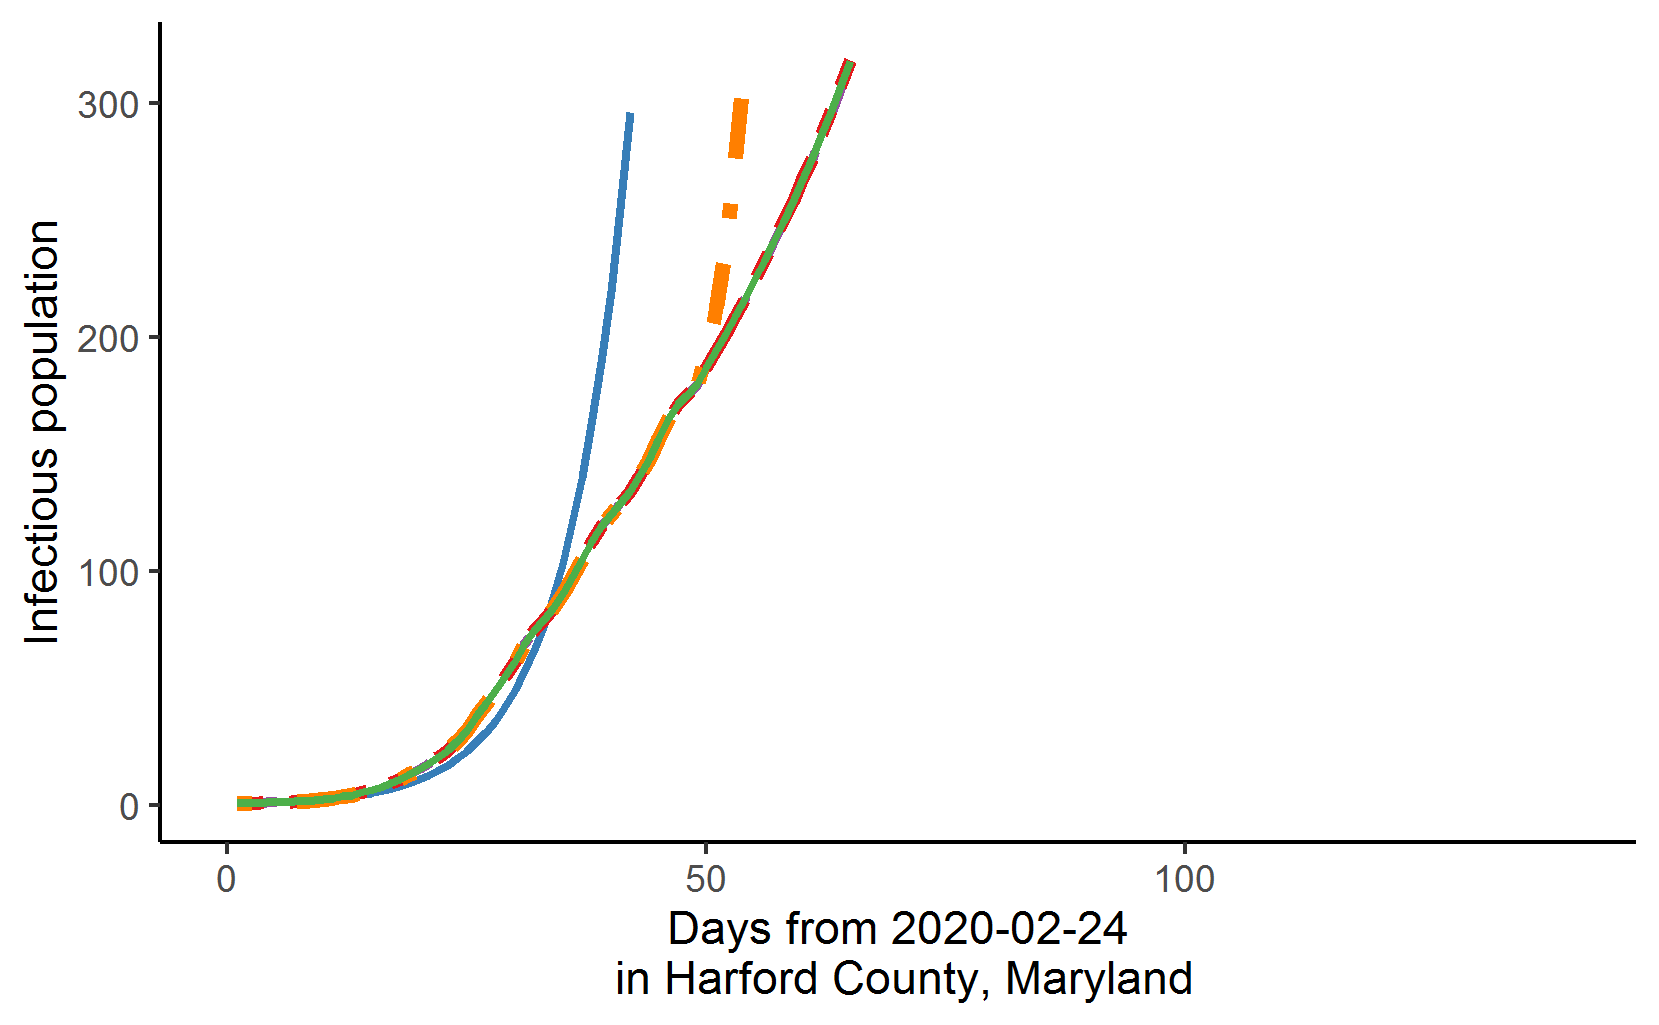 Infectious population
300
200
100
0
0 50 100
Days from 2020-02-24
in Harford County, Maryland